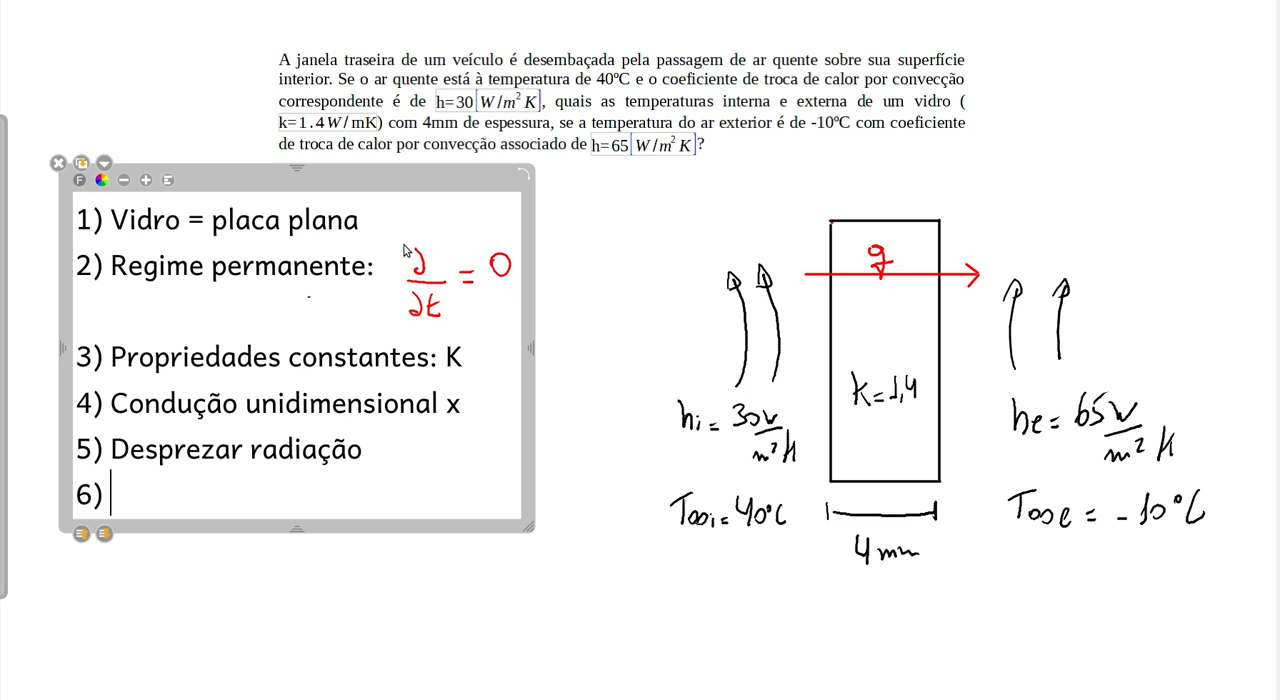 A janela traseira de um veículo é desembaçada pela passagem de ar quente sobre sua superfície
interior. Se o ar quente está à temperatura de 40ºC e o coeficiente de troca de calor por convecção
correspondente é de h=30[W/m² K], quais as temperaturas interna e externa de um vidro (
k=1.4W/mK) com 4mm de espessura, se a temperatura do ar exterior é de -10ºC com coeficiente
de troca de calor por convecção associado de h=65[W/m² K]?
F
1) Vidro = placa plana
2) Regime permanente: ∂/∂t = 0
3) Propriedades constantes: K
4) Condução unidimensional x
5) Desprezar radiação
6)
q
K=1,4
hi = 30 W/m² K
he = 65 W/m² K
T∞i = 40°C
T∞e = -10°C
4 mm